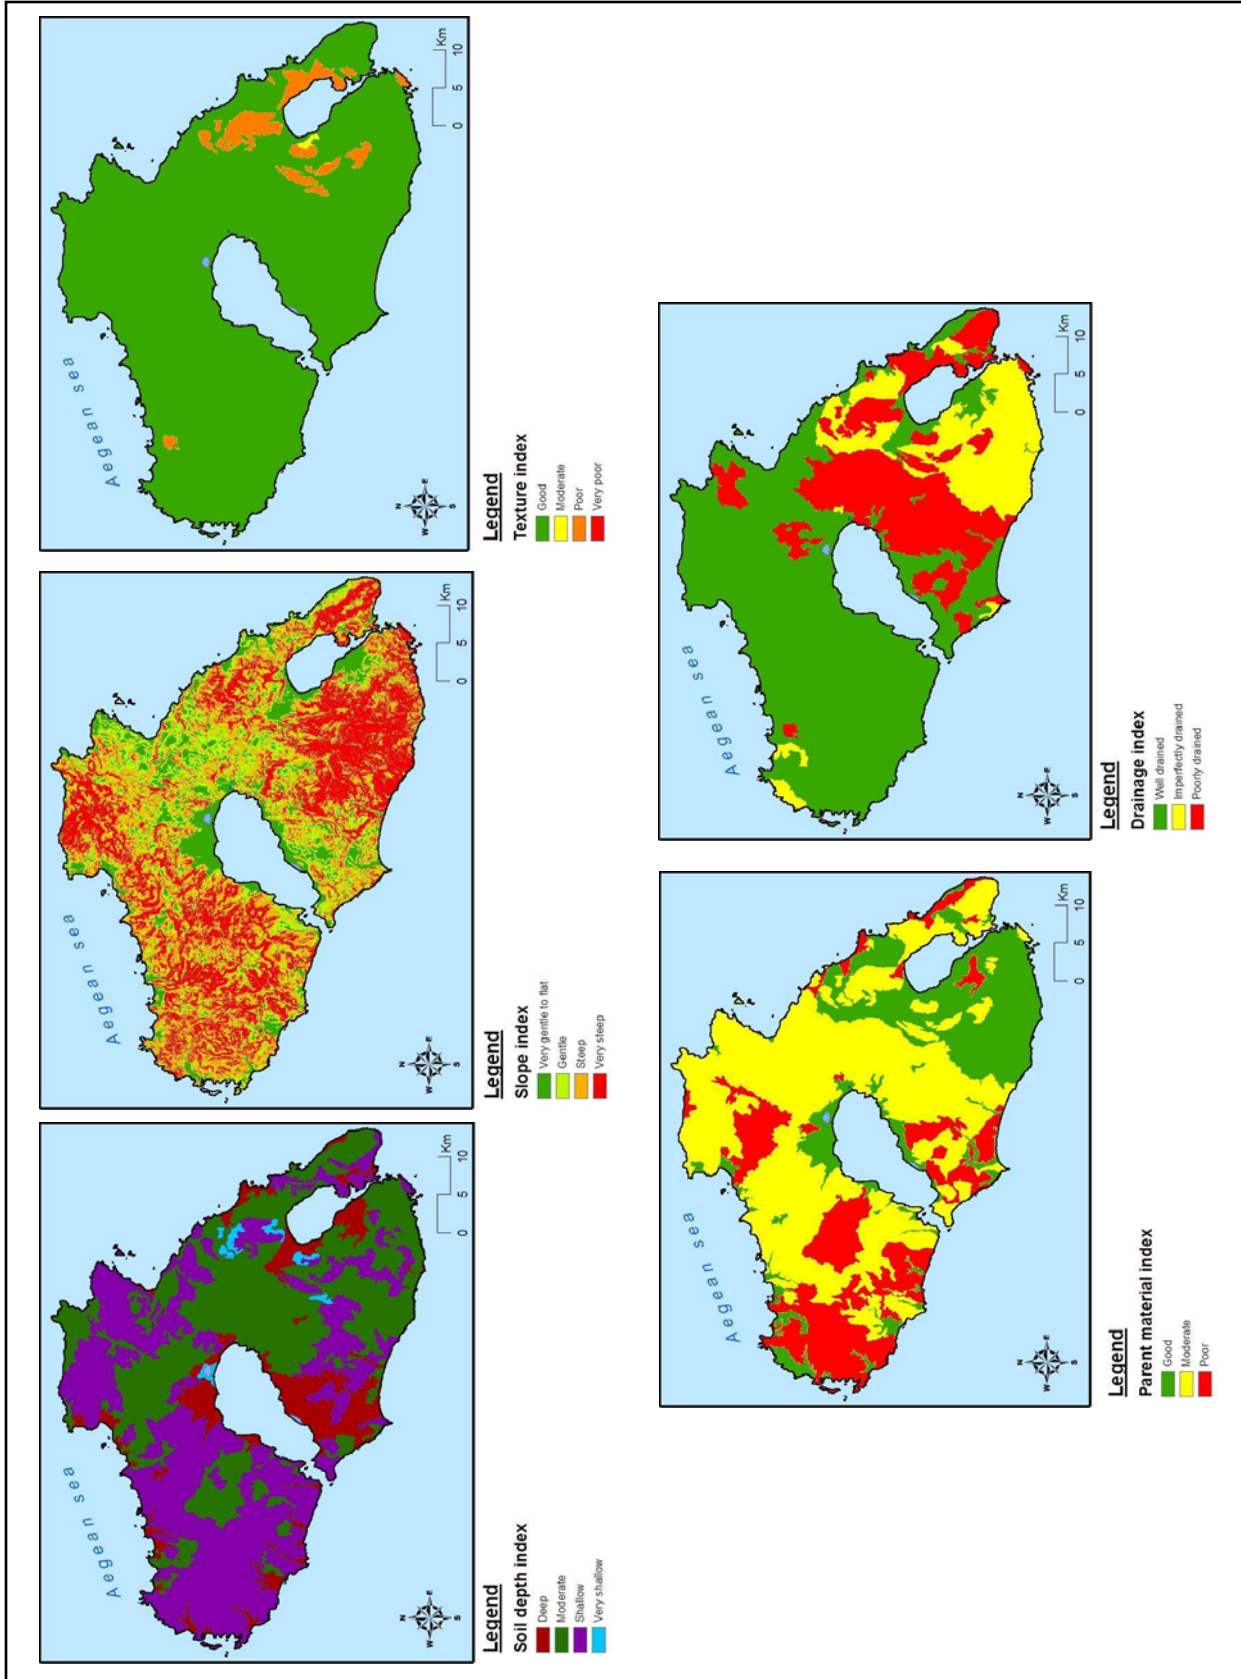 Aegean sea
N
W E
S
Km
0 5 10
Legend
Soil depth index
Deep
Moderate
Shallow
Very shallow
Aegean sea
N
W E
S
Km
0 5 10
Legend
Slope index
Very gentle to flat
Gentle
Steep
Very steep
Aegean sea
N
W E
S
Km
0 5 10
Legend
Texture index
Good
Moderate
Poor
Very poor
Aegean sea
N
W E
S
Km
0 5 10
Legend
Parent material index
Good
Moderate
Poor
Aegean sea
N
W E
S
Km
0 5 10
Legend
Drainage index
Well drained
Imperfectly drained
Poorly drained